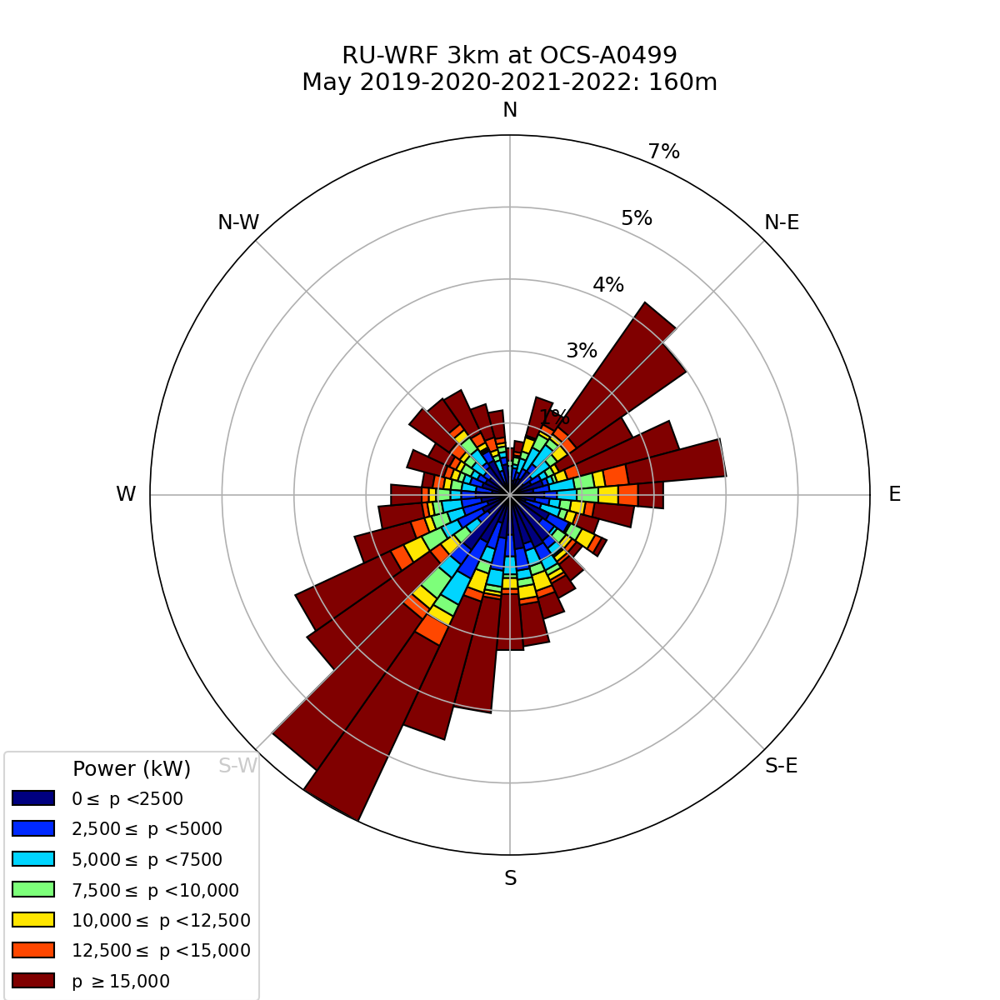 RU-WRF 3km at OCS-A0499
May 2019-2020-2021-2022: 160m
N
7%
N-W
5%
N-E
4%
3%
1%
W
E
S-W
S-E
S
Power (kW)
0≤ p <2500
2,500≤ p <5000
5,000≤ p <7500
7,500≤ p <10,000
10,000≤ p <12,500
12,500≤ p <15,000
p ≥15,000